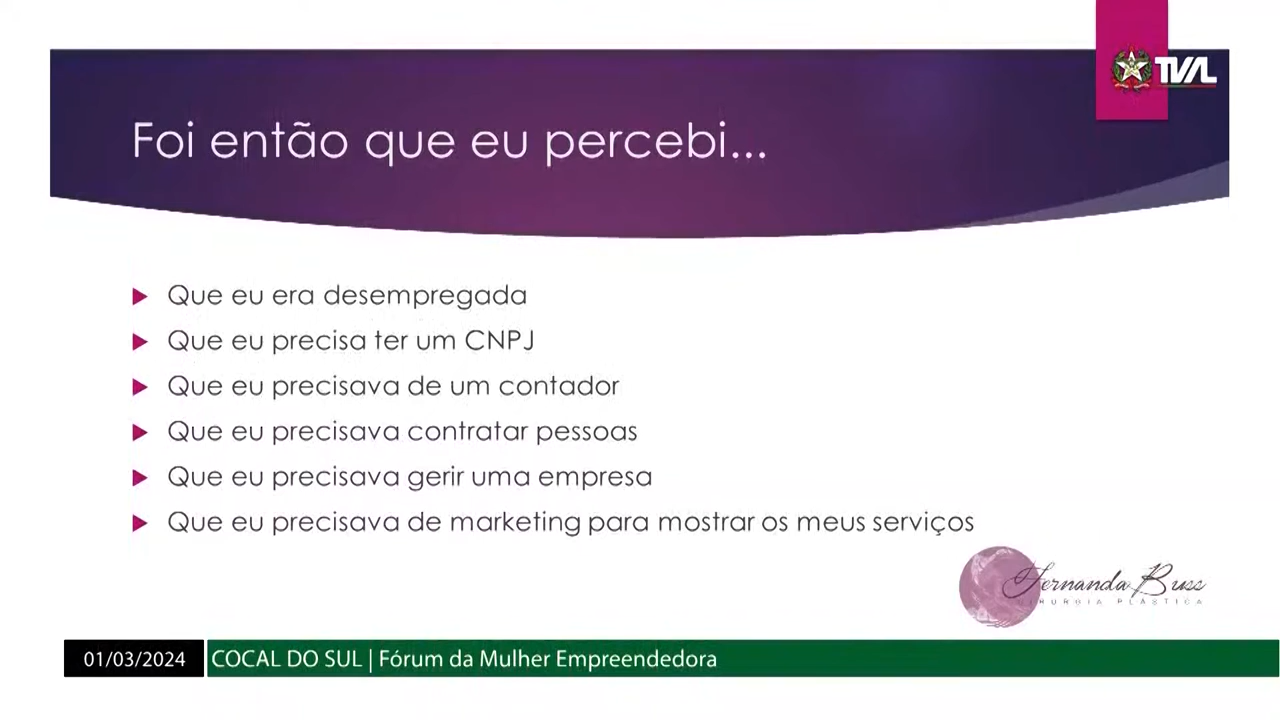 TVAL
Foi então que eu percebi...
Que eu era desempregada
Que eu precisa ter um CNPJ
Que eu precisava de um contador
Que eu precisava contratar pessoas
Que eu precisava gerir uma empresa
Que eu precisava de marketing para mostrar os meus serviços
Fernanda Buss
CIRURGIA PLÁSTICA
01/03/2024 COCAL DO SUL | Fórum da Mulher Empreendedora